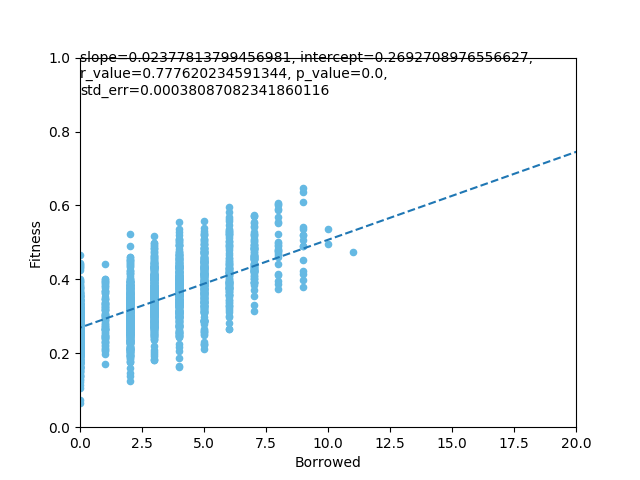 slope=0.02377813799456981, intercept=0.2692708976556627,
r_value=0.777620234591344, p_value=0.0,
std_err=0.00038087082341860116
1.0
0.8
0.6
0.4
0.2
0.0
Fitness
0.0 2.5 5.0 7.5 10.0 12.5 15.0 17.5 20.0
Borrowed